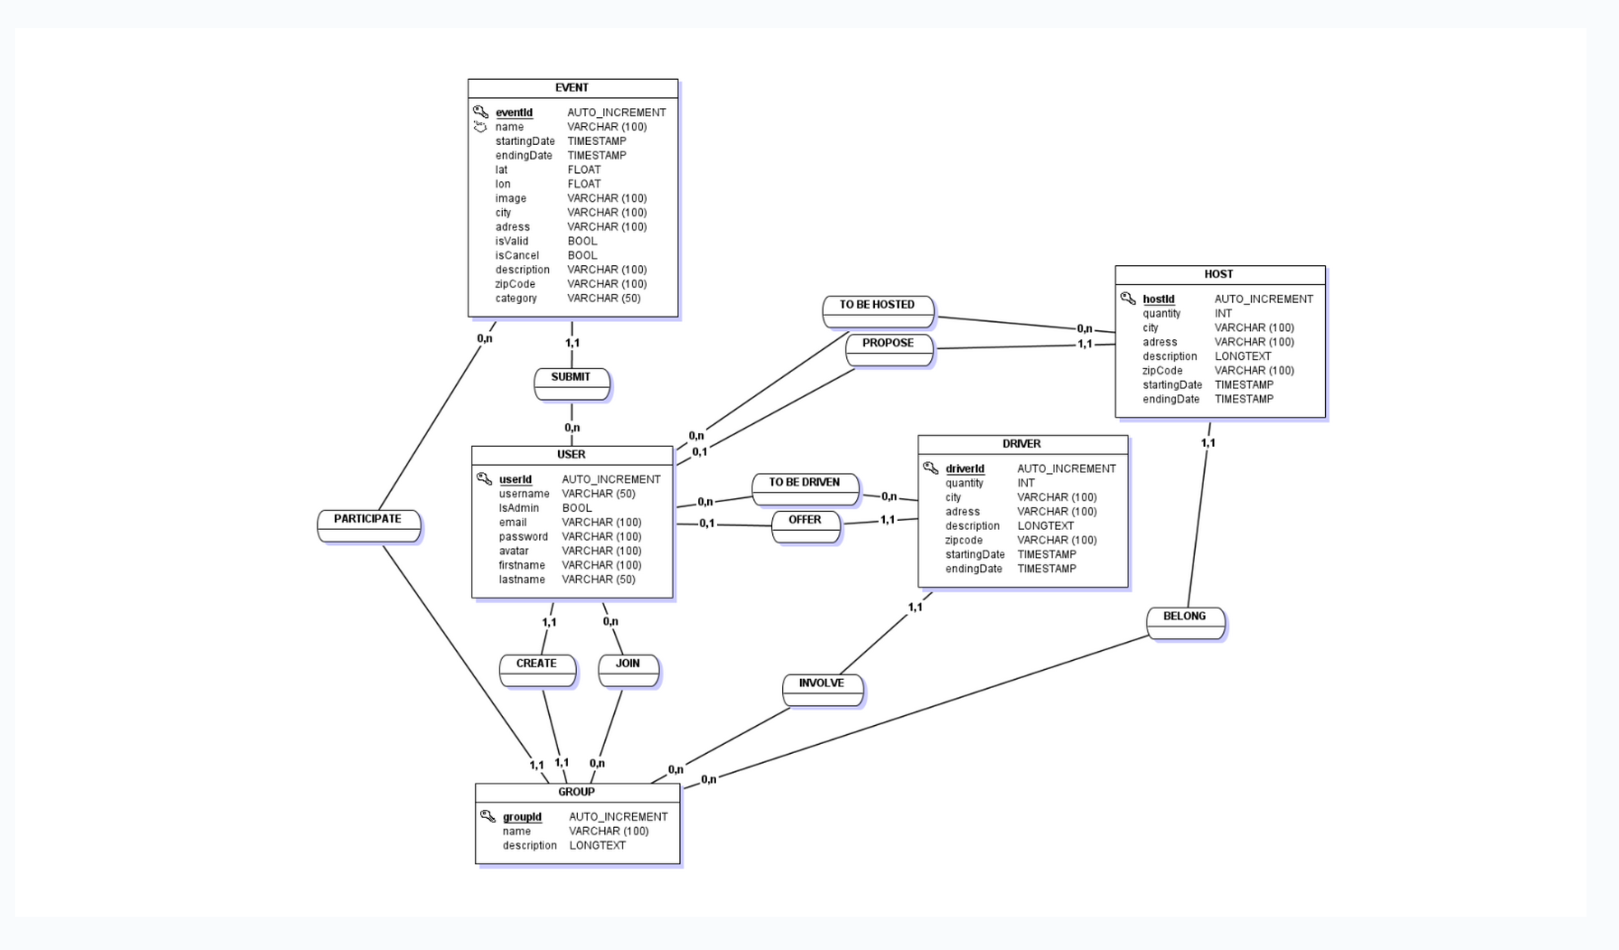 EVENT
eventId AUTO_INCREMENT
name VARCHAR (100)
startingDate TIMESTAMP
endingDate TIMESTAMP
lat FLOAT
lon FLOAT
image VARCHAR (100)
city VARCHAR (100)
adress VARCHAR (100)
isValid BOOL
isCancel BOOL
description VARCHAR (100)
zipCode VARCHAR (100)
category VARCHAR (50)
0,n
1,1
SUBMIT
0,n
TO BE HOSTED
0,n
PROPOSE
1,1
0,n
0,1
HOST
hostId AUTO_INCREMENT
quantity INT
city VARCHAR (100)
adress VARCHAR (100)
description LONGTEXT
zipCode VARCHAR (100)
startingDate TIMESTAMP
endingDate TIMESTAMP
1,1
USER
userId AUTO_INCREMENT
username VARCHAR (50)
IsAdmin BOOL
email VARCHAR (100)
password VARCHAR (100)
avatar VARCHAR (100)
firstname VARCHAR (100)
lastname VARCHAR (50)
0,n
TO BE DRIVEN
0,n
0,1
OFFER
1,1
DRIVER
driverId AUTO_INCREMENT
quantity INT
city VARCHAR (100)
adress VARCHAR (100)
description LONGTEXT
zipcode VARCHAR (100)
startingDate TIMESTAMP
endingDate TIMESTAMP
1,1
PARTICIPATE
1,1
0,n
CREATE
JOIN
INVOLVE
BELONG
1,1
1,1
0,n
0,n
0,n
GROUP
groupId AUTO_INCREMENT
name VARCHAR (100)
description LONGTEXT